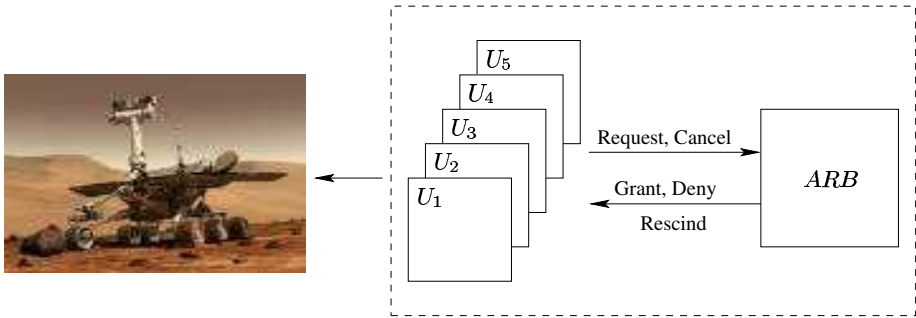 U5
U4
U3
U2
U1
Request, Cancel
Grant, Deny
Rescind
ARB